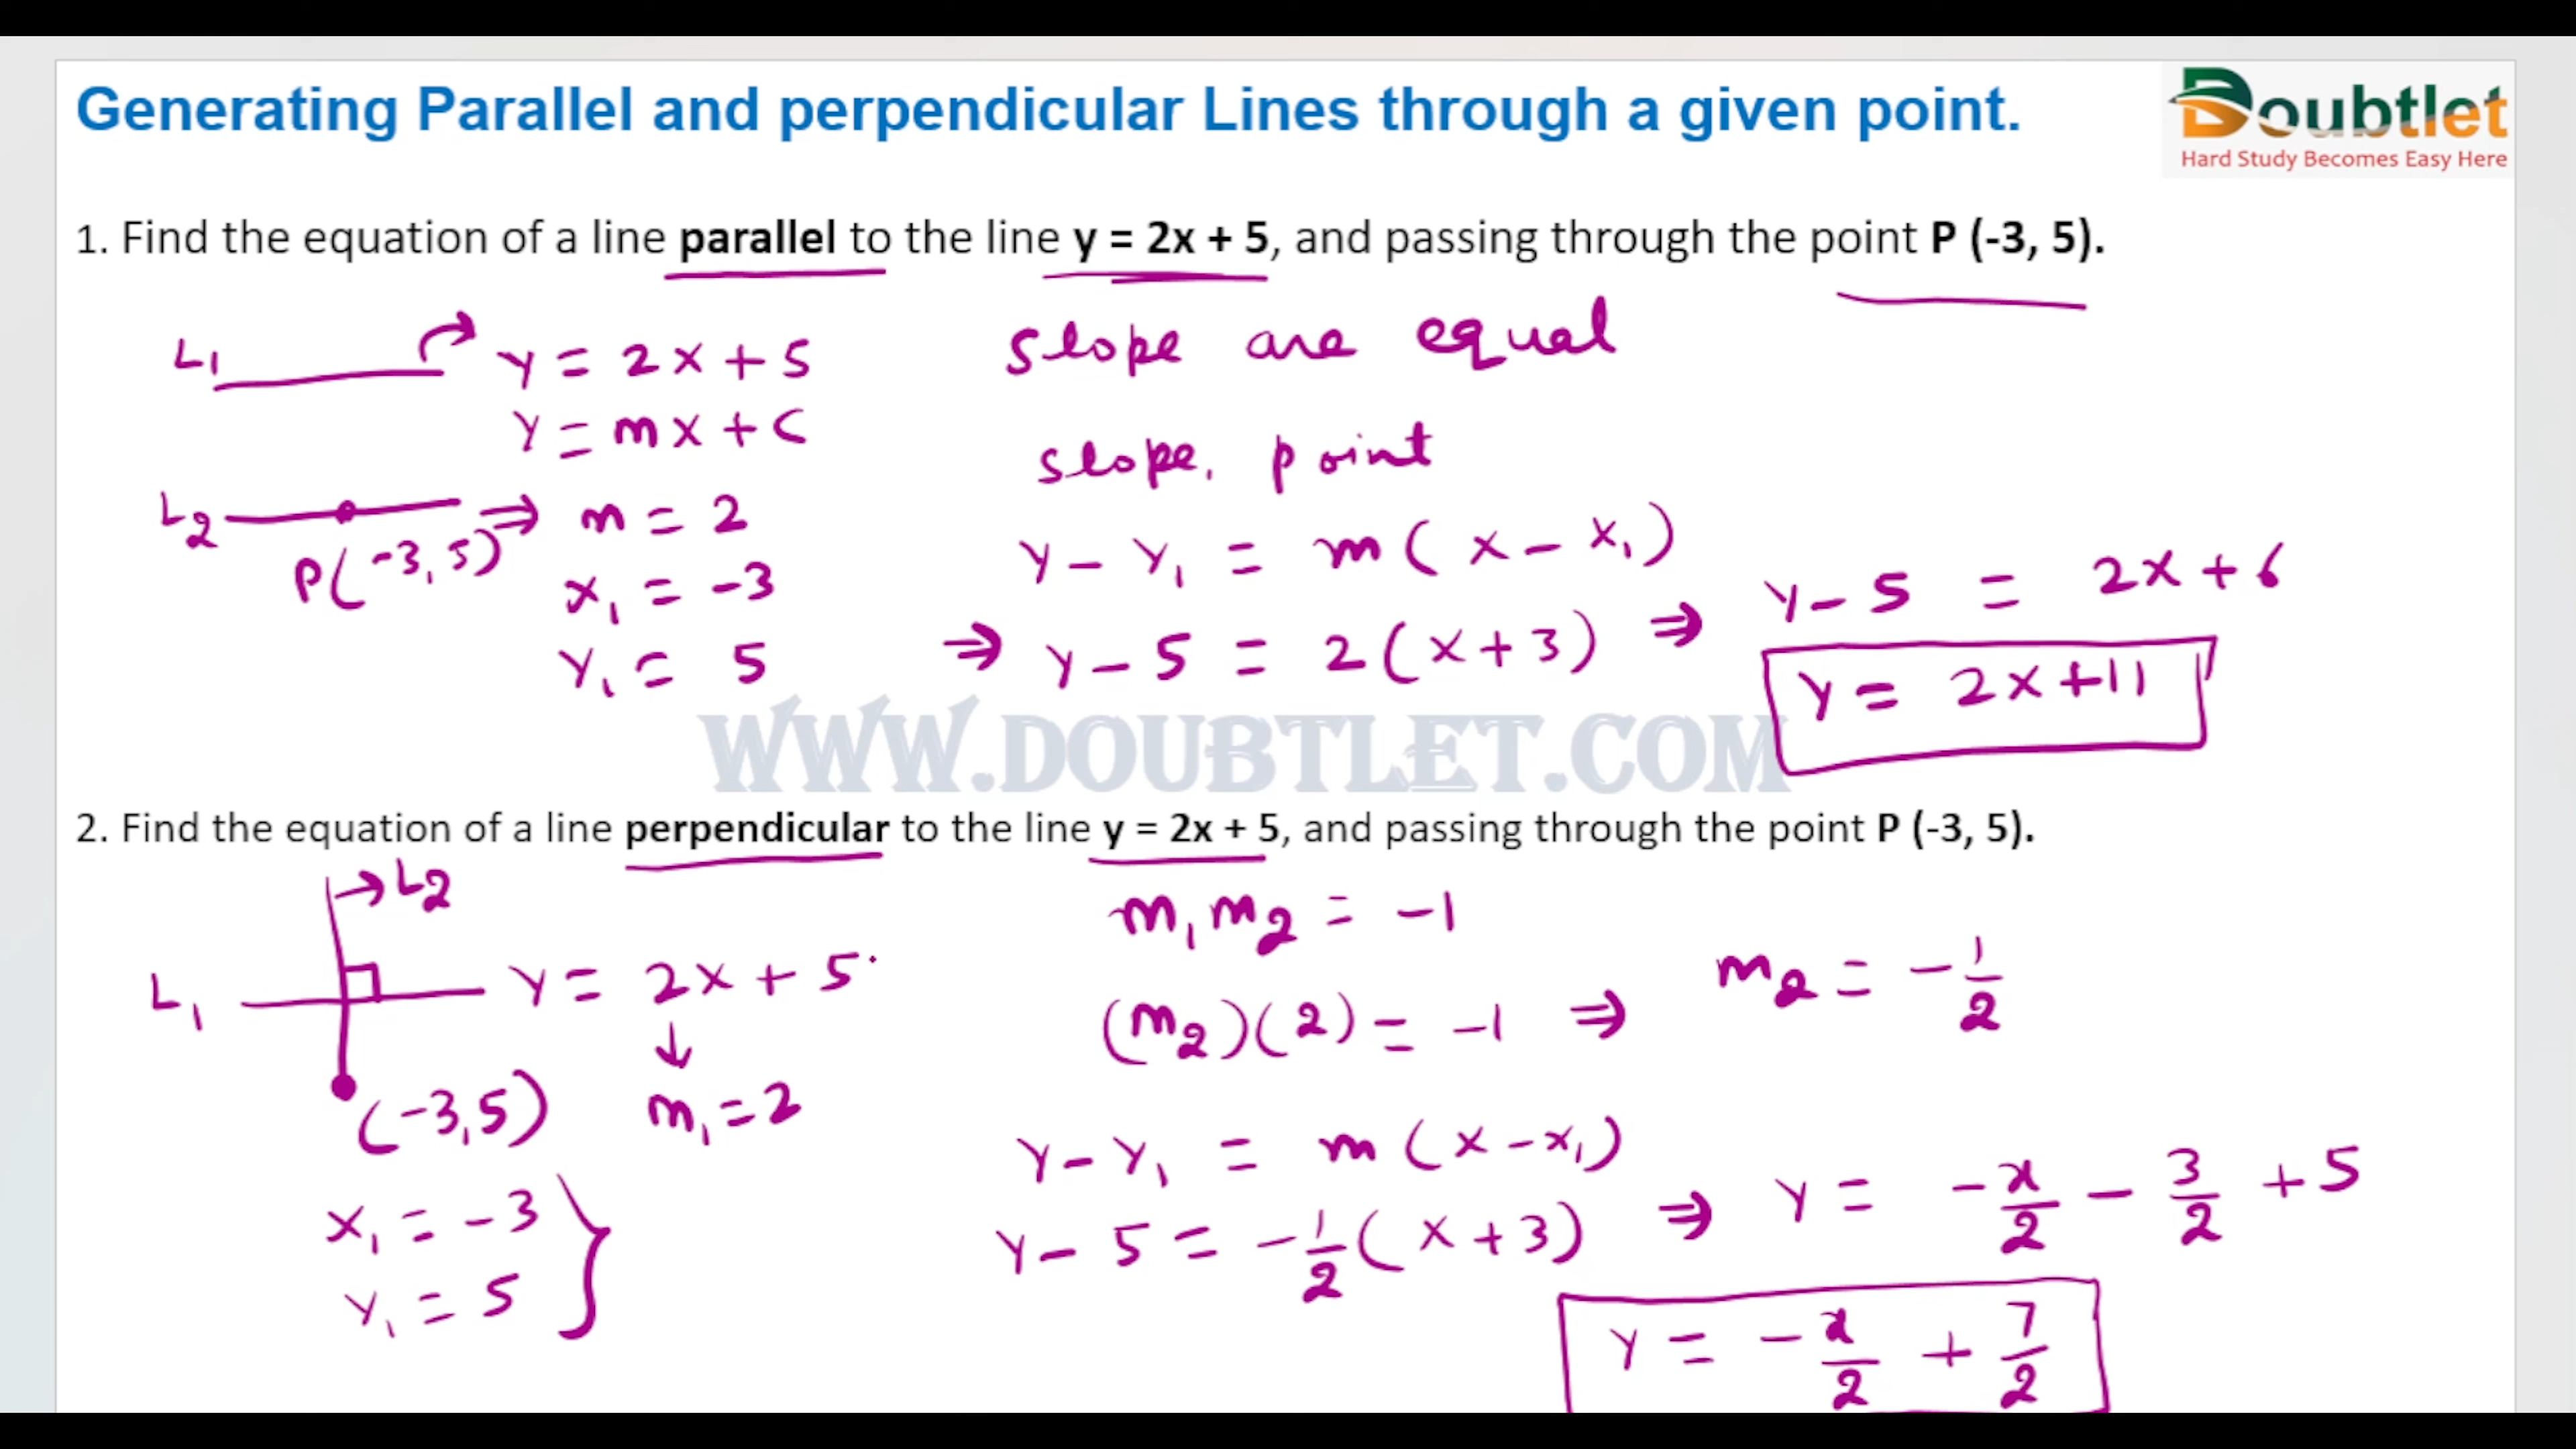 Generating Parallel and perpendicular Lines through a given point.
Doubtlet
Hard Study Becomes Easy Here
1. Find the equation of a line parallel to the line y = 2x + 5, and passing through the point P (-3, 5).
L₁
y = 2x + 5
y = mx + c
slope are equal
slope, point
L₂
P(-3, 5)
⇒ m = 2
x₁ = -3
y₁ = 5
y - y₁ = m(x - x₁)
⇒ y - 5 = 2(x + 3) ⇒ y - 5 = 2x + 6
y = 2x + 11
WWW.DOUBTLET.COM
2. Find the equation of a line perpendicular to the line y = 2x + 5, and passing through the point P (-3, 5).
→ L₂
L₁
y = 2x + 5
↓
m₁ = 2
(-3, 5)
x₁ = -3
y₁ = 5
m₁m₂ = -1
(m₂)(2) = -1 ⇒ m₂ = -1/2
y - y₁ = m(x - x₁)
y - 5 = -1/2(x + 3) ⇒ y = -x/2 - 3/2 + 5
y = -x/2 + 7/2